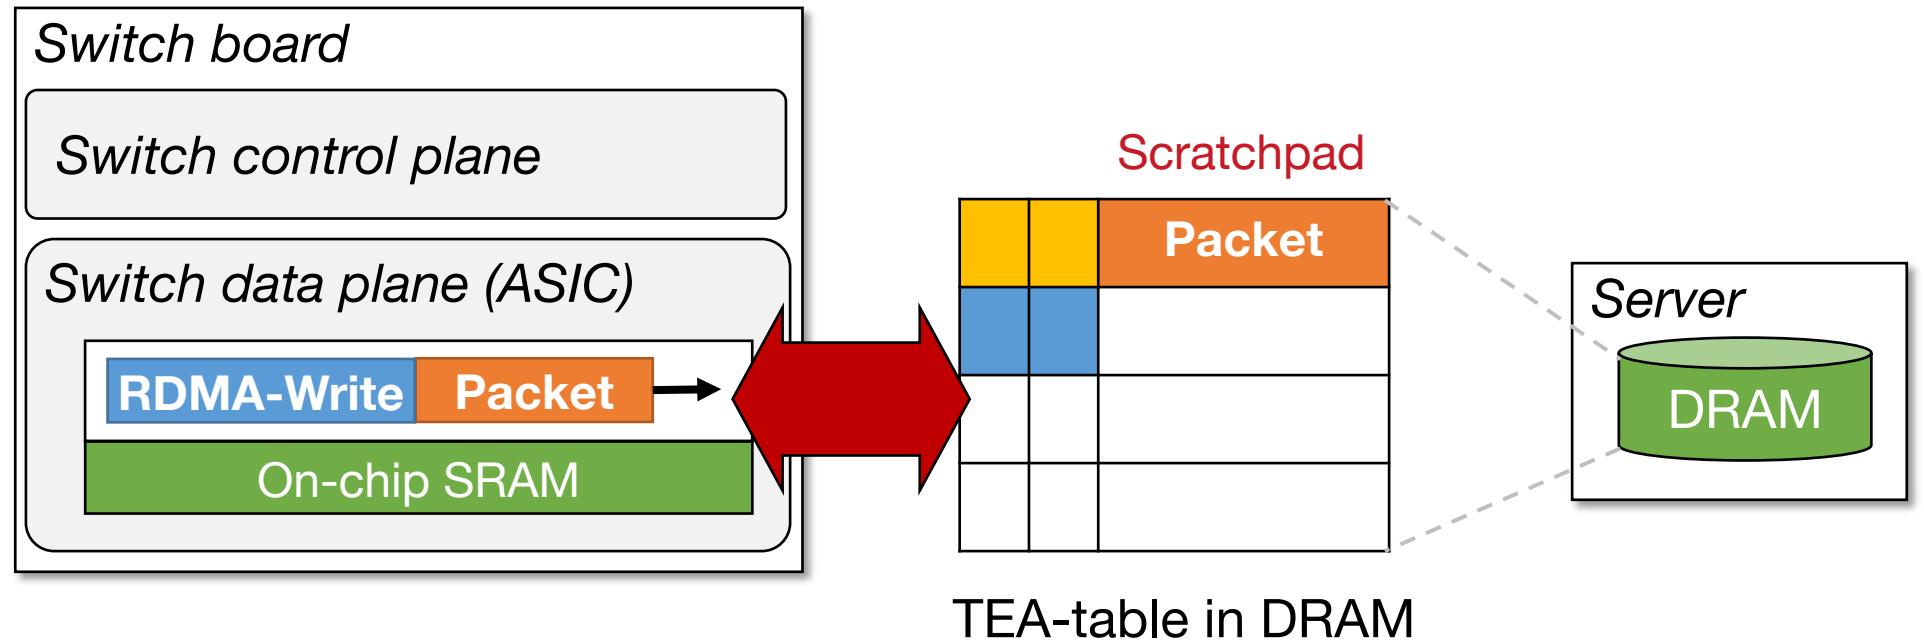 Switch board
Switch control plane
Switch data plane (ASIC)
RDMA-Write Packet
On-chip SRAM
Scratchpad
Packet
TEA-table in DRAM
Server
DRAM